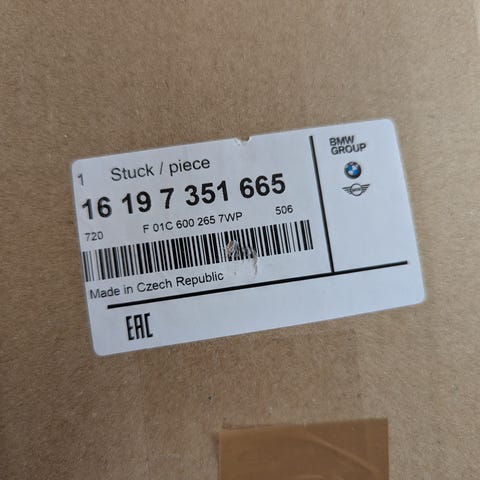 1 Stuck / piece
16 19 7 351 665
720 F 01C 600 265 7WP 506
Made in Czech Republic
EAC
BMW
GROUP